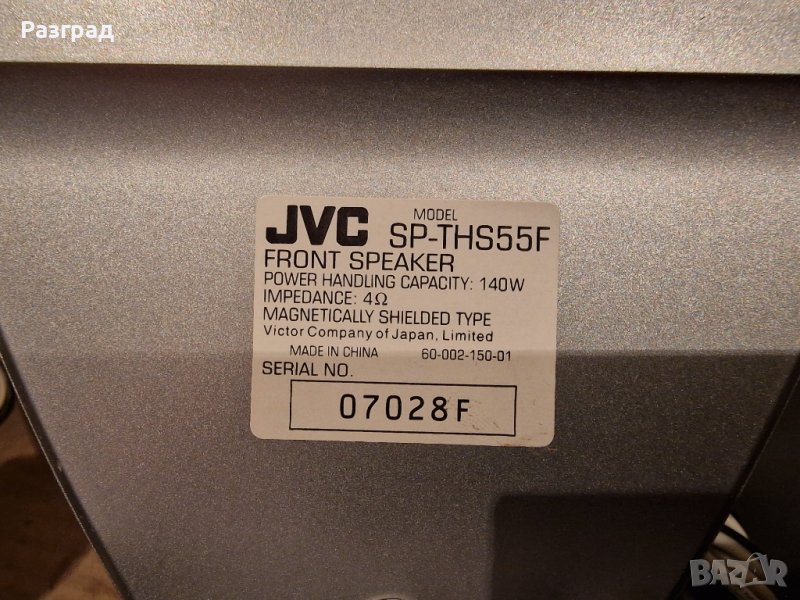 Разград
JVC MODEL SP-THS55F
FRONT SPEAKER
POWER HANDLING CAPACITY: 140W
IMPEDANCE: 4Ω
MAGNETICALLY SHIELDED TYPE
Victor Company of Japan, Limited
MADE IN CHINA 60-002-150-01
SERIAL NO.
07028F
BAZAR